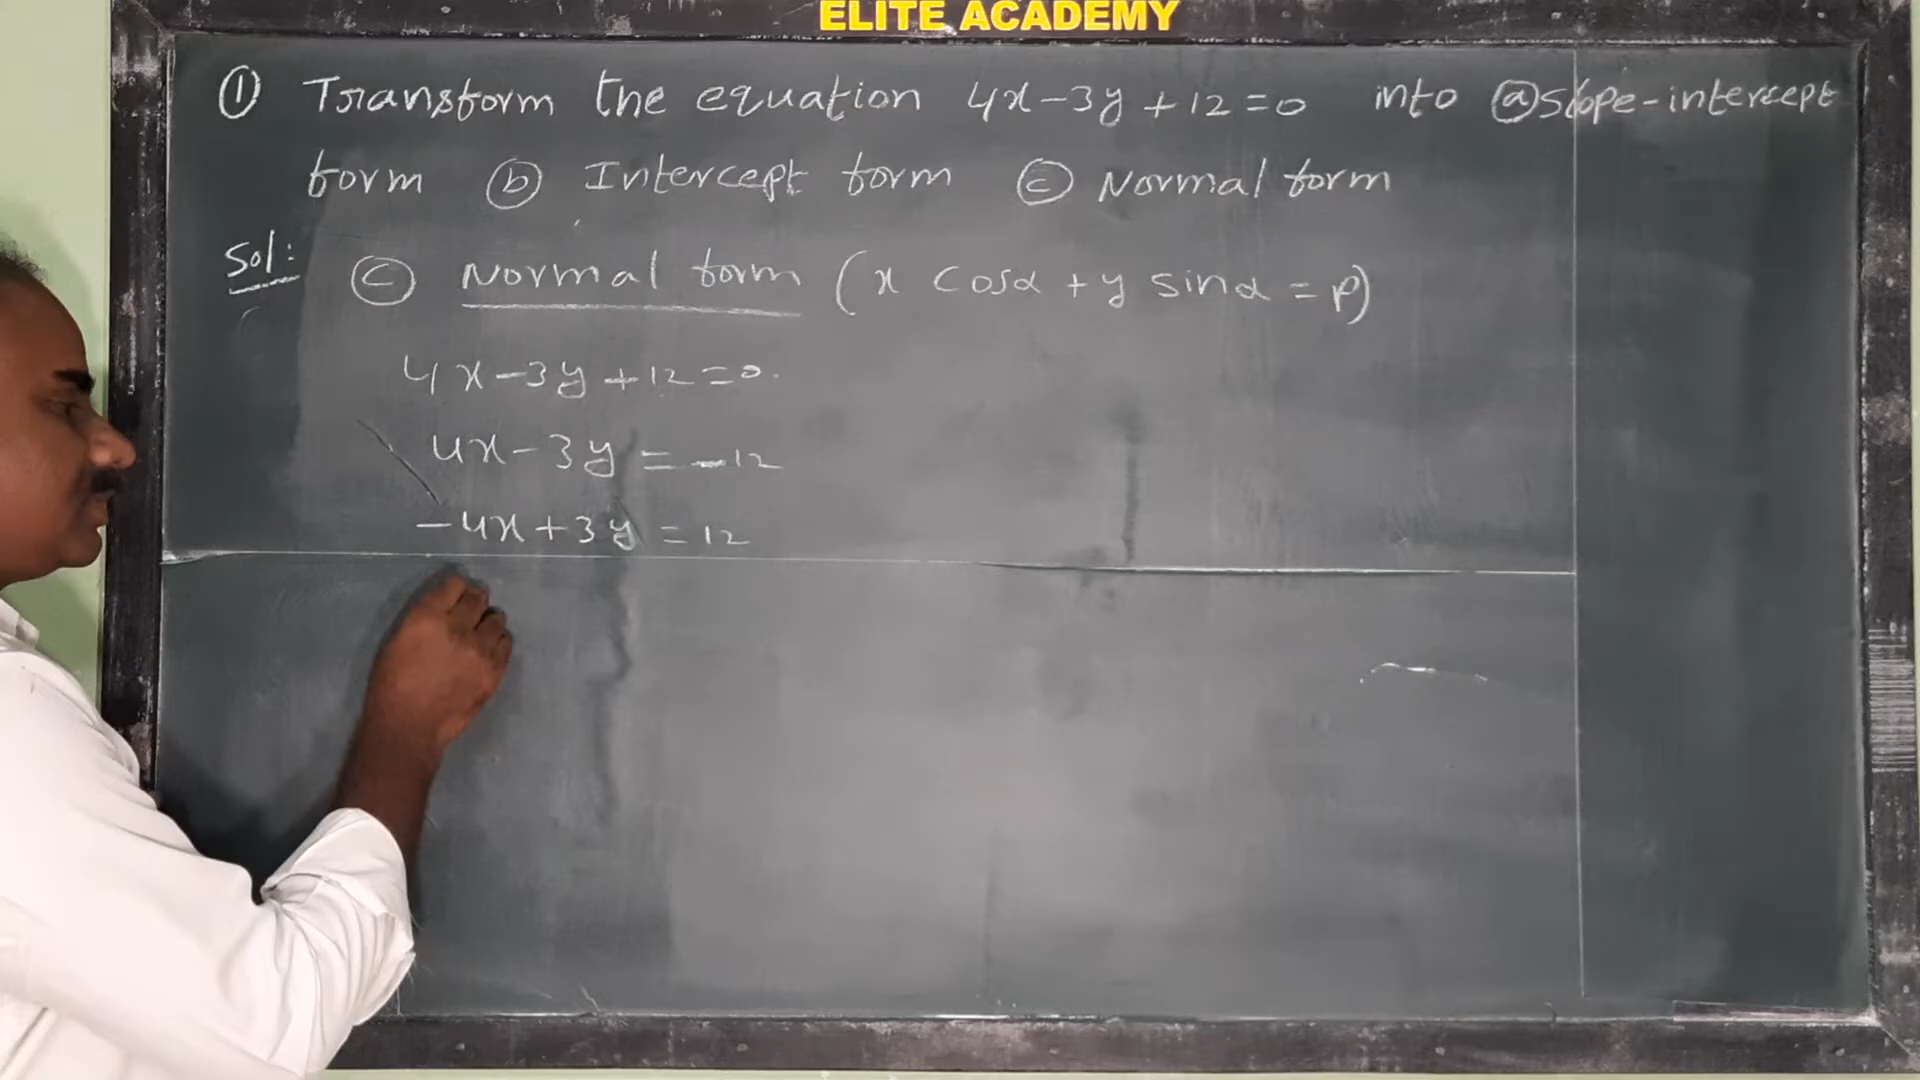 ELITE ACADEMY
① Transform the equation 4x-3y+12=0 into ⓐ slope-intercept
form ⓑ Intercept form ⓒ Normal form
Sol:
ⓒ Normal form (x cosα + y sinα = p)
4x-3y+12=0.
4x-3y = -12
-4x+3y = 12